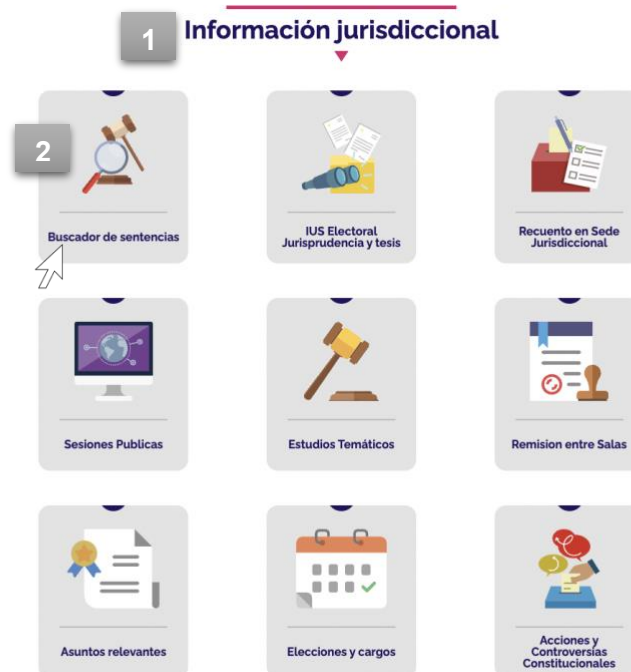 1
Información jurisdiccional
2
Buscador de sentencias
IUS Electoral
Jurisprudencia y tesis
Recuento en Sede
Jurisdiccional
Sesiones Publicas
Estudios Temáticos
Remision entre Salas
Asuntos relevantes
Elecciones y cargos
Acciones y
Controversias
Constitucionales